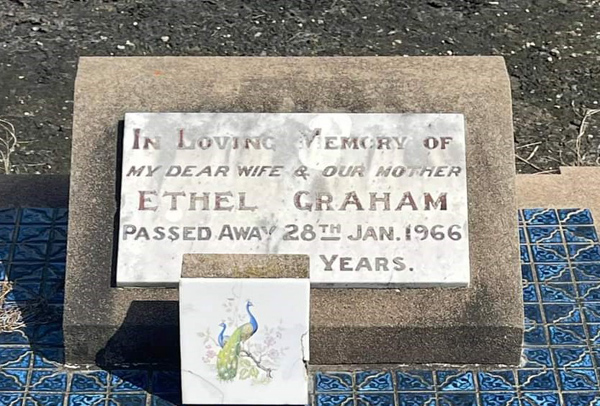 In Loving Memory of
my dear wife & our mother
Ethel Graham
Passed Away 28th Jan. 1966
Years.